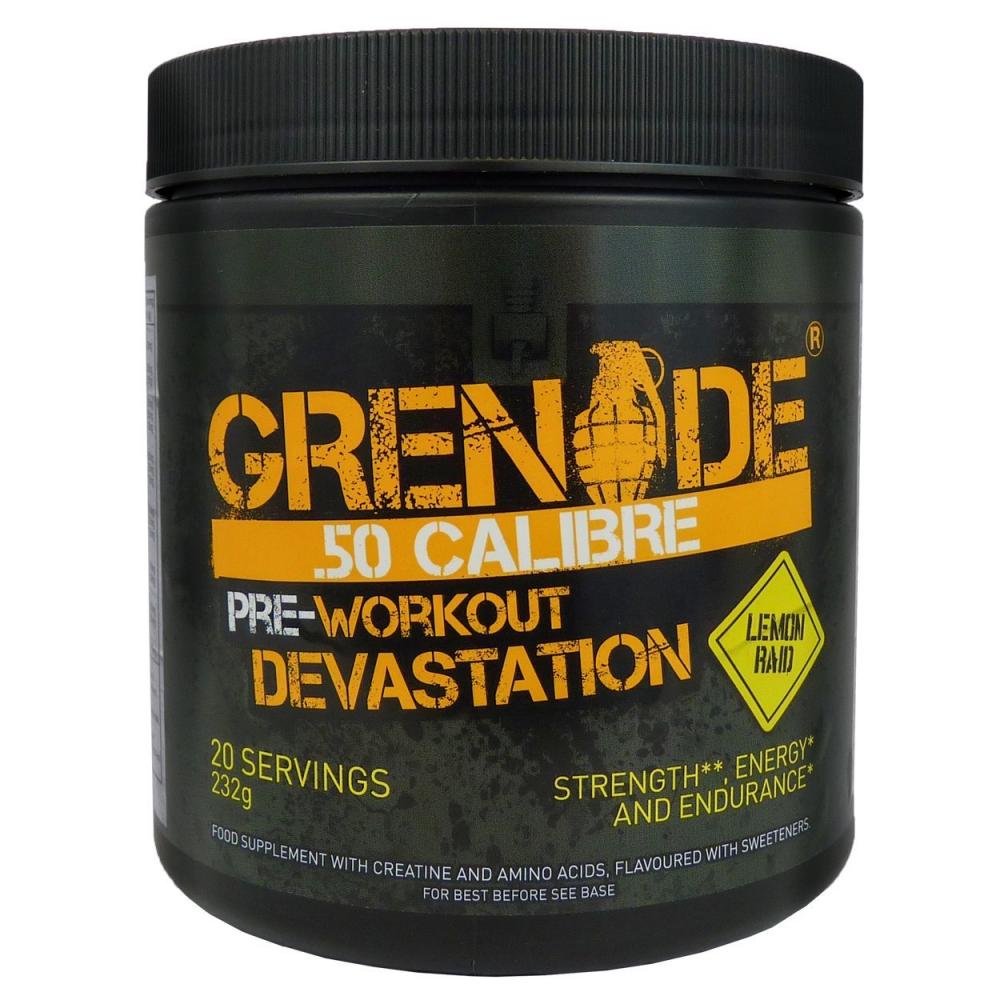 GRENADE®
.50 CALIBRE
PRE-WORKOUT
DEVASTATION
LEMON
RAID
20 SERVINGS
232g
STRENGTH**, ENERGY*
AND ENDURANCE*
FOOD SUPPLEMENT WITH CREATINE AND AMINO ACIDS, FLAVOURED WITH SWEETENERS.
FOR BEST BEFORE SEE BASE